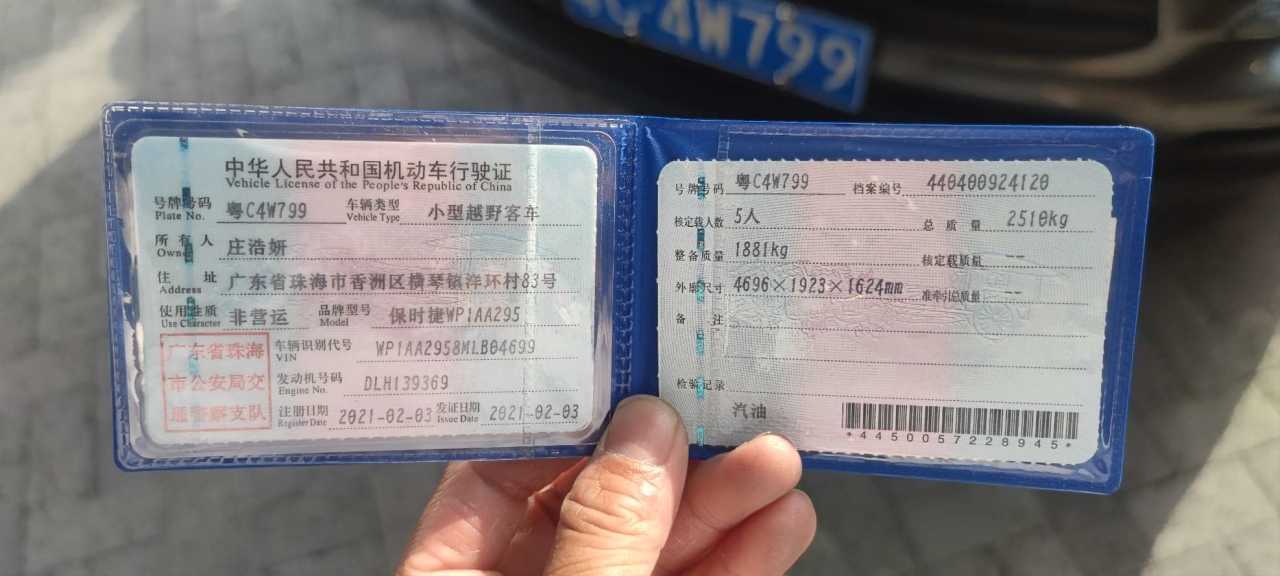 C4W799
中华人民共和国机动车行驶证
Vehicle License of the People's Republic of China
号牌号码 粤C4W799 车辆类型 小型越野客车
Plate No. Vehicle Type
所有人 庄浩妍
Owner
住址 广东省珠海市香洲区横琴镇洋环村83号
Address
使用性质 非营运 品牌型号 保时捷WP1AA295
Use Character Model
广东省珠海
市公安局交
通警察支队
车辆识别代号 WP1AA2958MLB04699
VIN
发动机号码 DLH139369
Engine No.
注册日期 2021-02-03 发证日期 2021-02-03
Register Date Issue Date
号牌号码 粤C4W799 档案编号 440400924120
核定载人数 5人 总质量 2510kg
整备质量 1881kg 核定载质量 --
外廓尺寸 4696×1923×1624mm 准牵引总质量 --
备注
检验记录
汽油
*4450057228945*